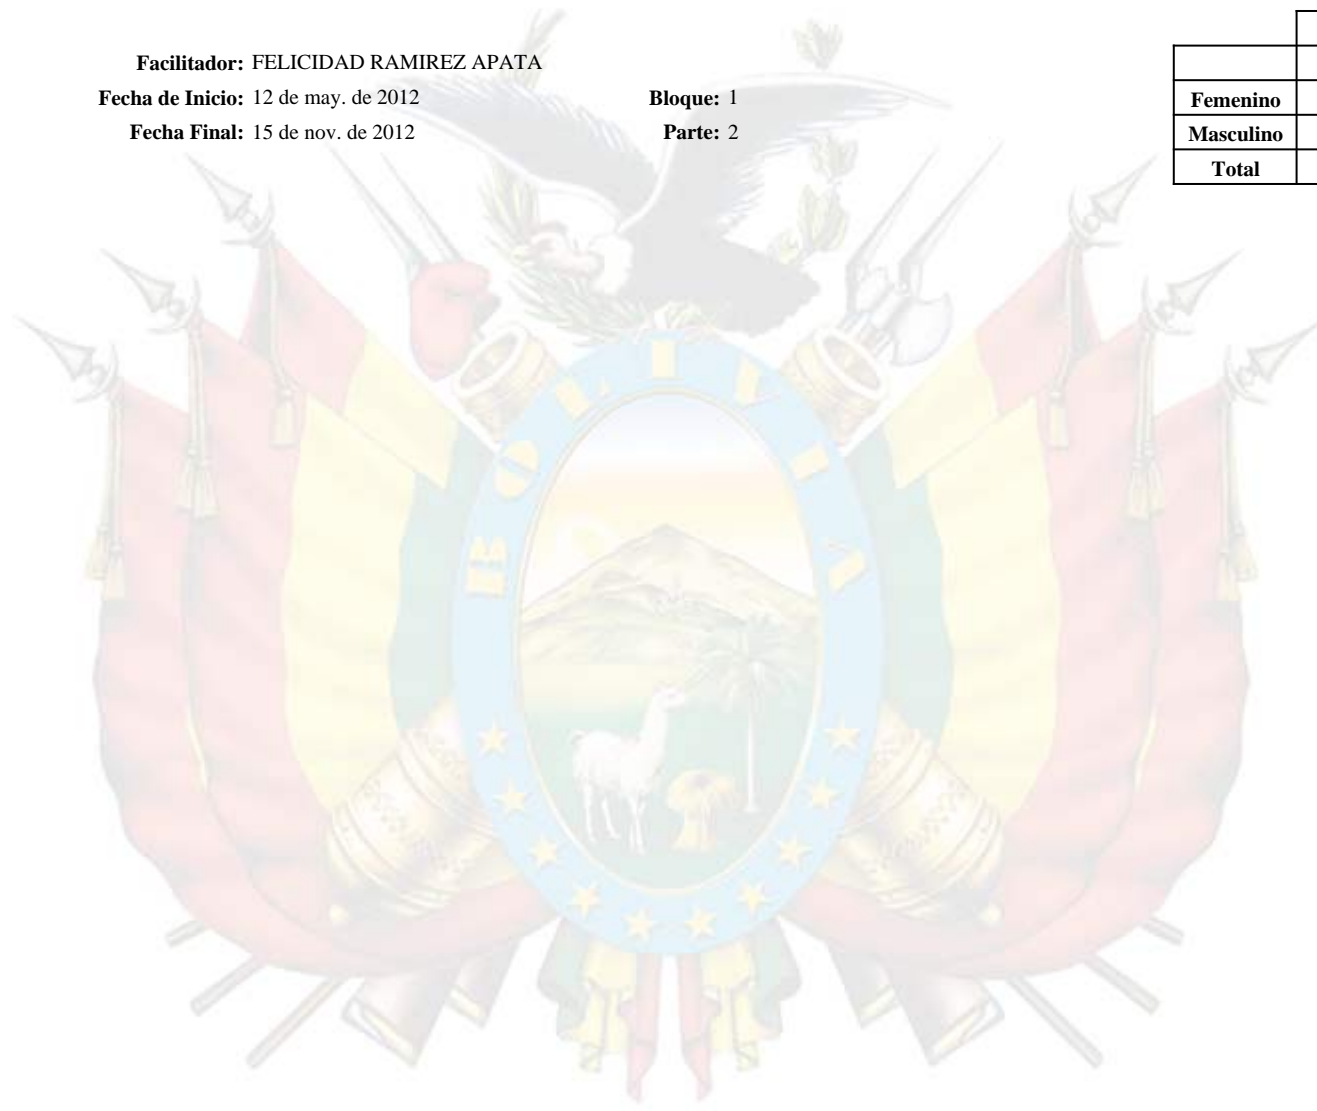 Facilitador: FELICIDAD RAMIREZ APATA
Fecha de Inicio: 12 de may. de 2012 Bloque: 1
Fecha Final: 15 de nov. de 2012 Parte: 2
Femenino
Masculino
Total
BOLIVIA